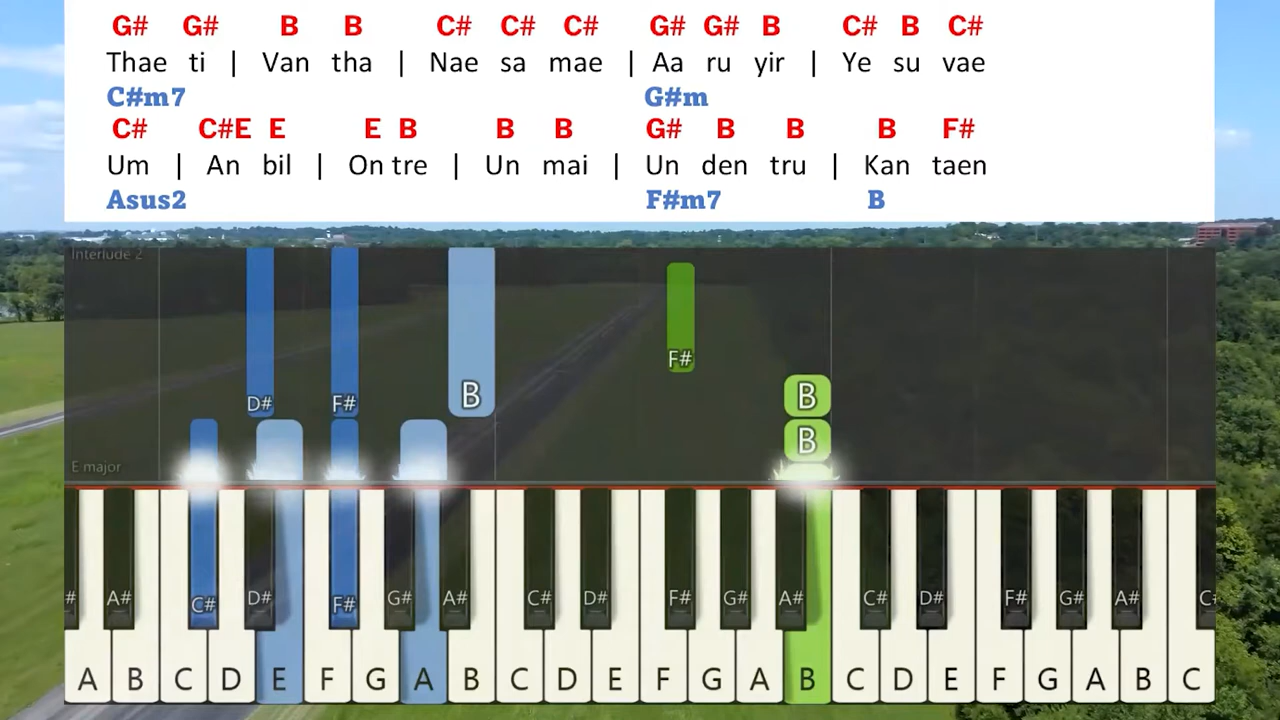 G# G# B B C# C# C# G# G# B C# B C#
Thae ti | Van tha | Nae sa mae | Aa ru yir | Ye su vae
C#m7 G#m
C# C#E E E B B B G# B B B F#
Um | An bil | On tre | Un mai | Un den tru | Kan taen
Asus2 F#m7 B
Interlude 2
F#
D# F# B B
B
E major
# A# C# D# F# G# A# C# D# F# G# A# C# D# F# G# A# C#
A B C D E F G A B C D E F G A B C D E F G A B C